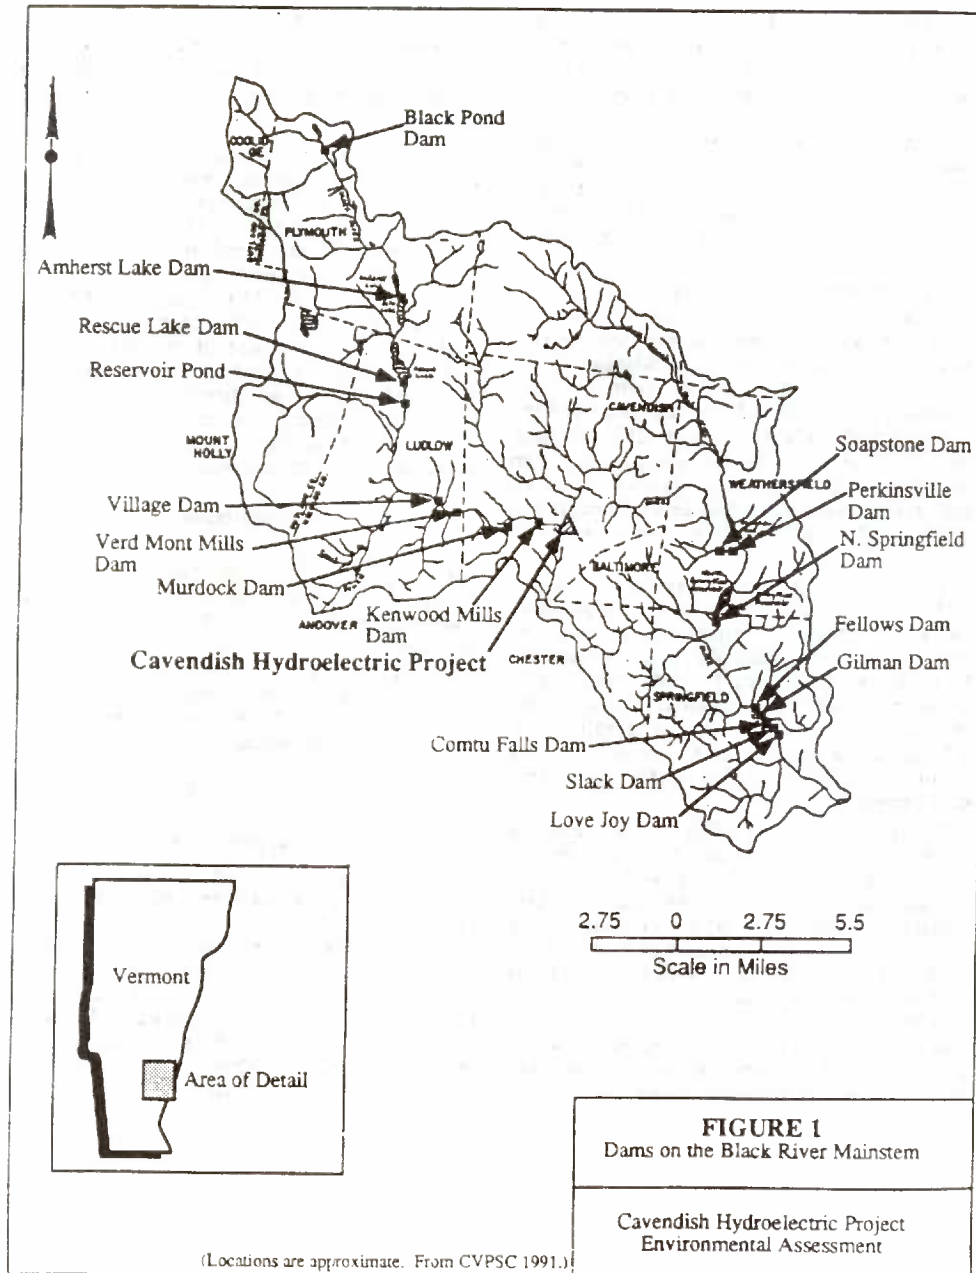 Black Pond
Dam
COOLID
GE
PLYMOUTH
Amherst Lake Dam
Rescue Lake Dam
Reservoir Pond
CAVENDISH
MOUNT
HOLLY
LUDLOW
Soapstone Dam
WEATHERSFIELD
Village Dam
Perkinsville
Dam
Verd Mont Mills
Dam
N. Springfield
Dam
Murdock Dam
BALTIMORE
Kenwood Mills
Dam
ANDOVER
Fellows Dam
Cavendish Hydroelectric Project
CHESTER
Gilman Dam
SPRINGFIELD
Comtu Falls Dam
Slack Dam
Love Joy Dam
2.75 0 2.75 5.5
Scale in Miles
Vermont
Area of Detail
FIGURE 1
Dams on the Black River Mainstem
Cavendish Hydroelectric Project
Environmental Assessment
(Locations are approximate. From CVPSC 1991.)